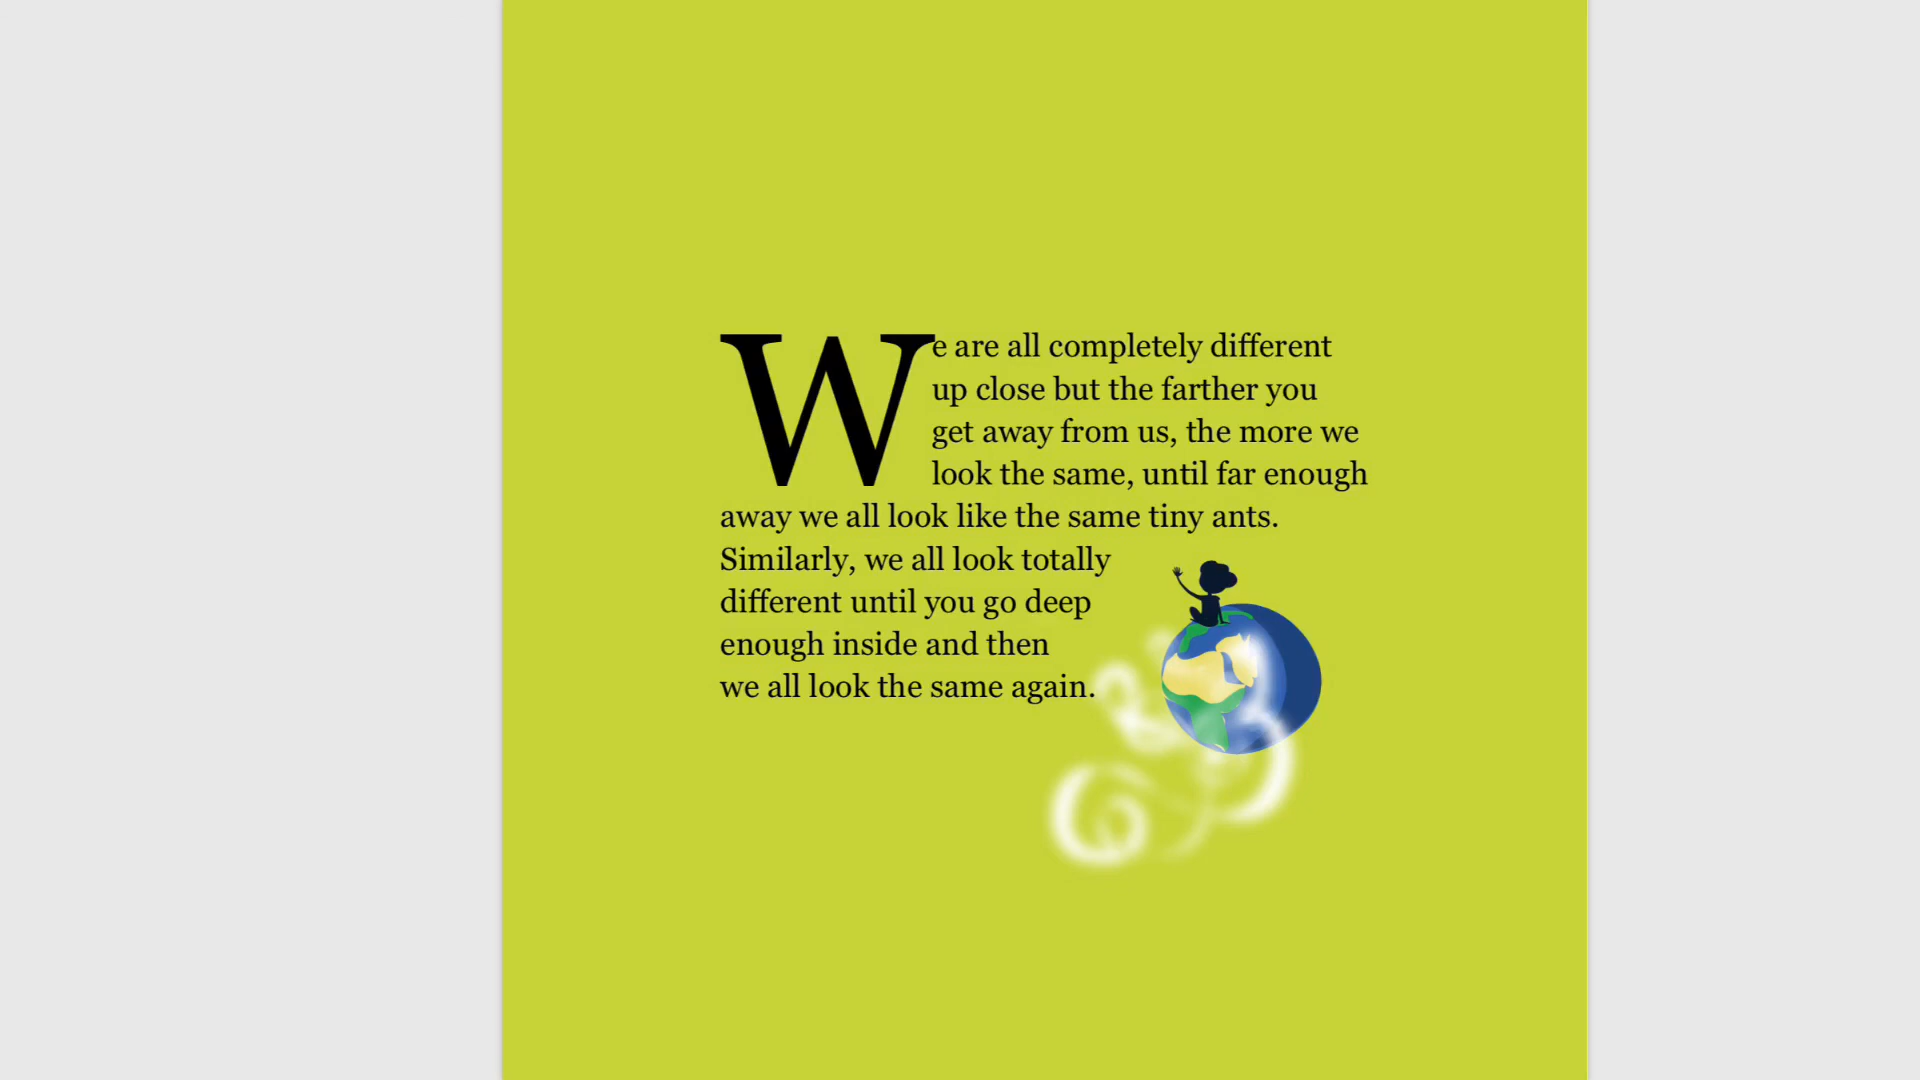 We are all completely different
up close but the farther you
get away from us, the more we
look the same, until far enough
away we all look like the same tiny ants.
Similarly, we all look totally
different until you go deep
enough inside and then
we all look the same again.